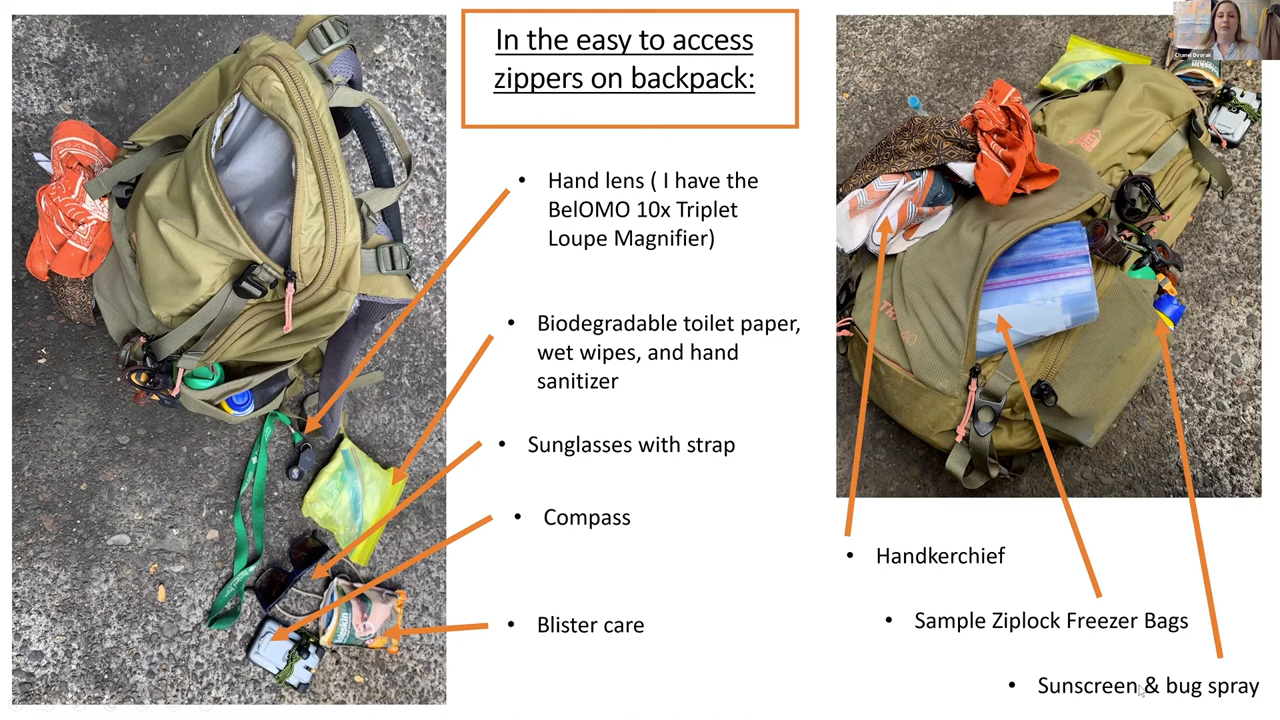 In the easy to access
zippers on backpack:
• Hand lens ( I have the
BelOMO 10x Triplet
Loupe Magnifier)
• Biodegradable toilet paper,
wet wipes, and hand
sanitizer
• Sunglasses with strap
• Compass
• Blister care
• Handkerchief
• Sample Ziplock Freezer Bags
• Sunscreen & bug spray
Chanel Dvorak